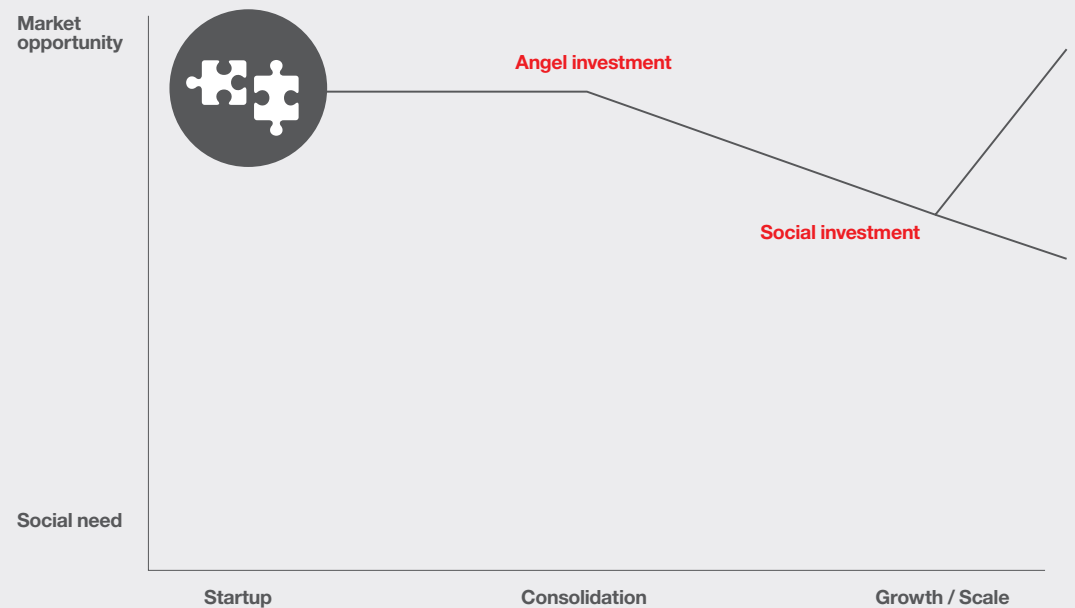 Market
opportunity
Angel investment
Social investment
Social need
Startup
Consolidation
Growth / Scale